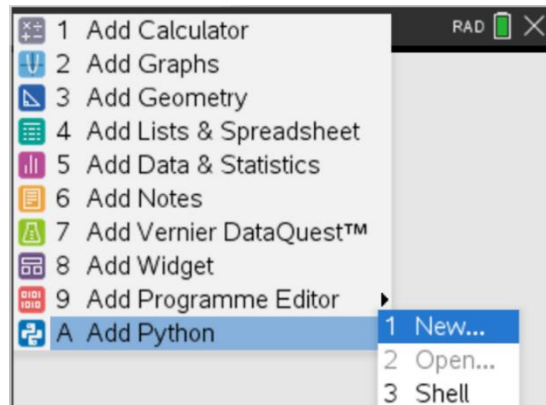 RAD
1 Add Calculator
2 Add Graphs
3 Add Geometry
4 Add Lists & Spreadsheet
5 Add Data & Statistics
6 Add Notes
7 Add Vernier DataQuest™
8 Add Widget
9 Add Programme Editor
A Add Python
1 New...
2 Open...
3 Shell